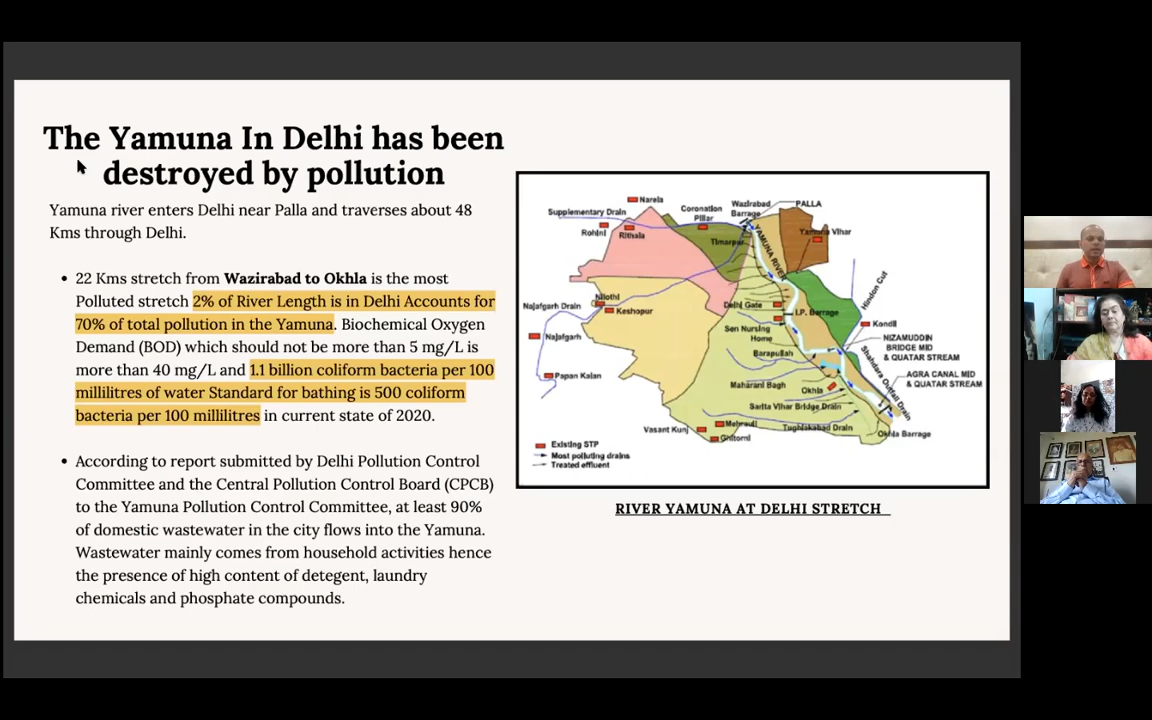 The Yamuna In Delhi has been
destroyed by pollution
Yamuna river enters Delhi near Palla and traverses about 48
Kms through Delhi.
• 22 Kms stretch from Wazirabad to Okhla is the most
Polluted stretch 2% of River Length is in Delhi Accounts for
70% of total pollution in the Yamuna. Biochemical Oxygen
Demand (BOD) which should not be more than 5 mg/L is
more than 40 mg/L and 1.1 billion coliform bacteria per 100
millilitres of water Standard for bathing is 500 coliform
bacteria per 100 millilitres in current state of 2020.
• According to report submitted by Delhi Pollution Control
Committee and the Central Pollution Control Board (CPCB)
to the Yamuna Pollution Control Committee, at least 90%
of domestic wastewater in the city flows into the Yamuna.
Wastewater mainly comes from household activities hence
the presence of high content of detegent, laundry
chemicals and phosphate compounds.
Narela
Supplementary Drain
Coronation
Pillar
Wazirabad
Barrage
PALLA
Rohini
Rithala
Timarpur
YAMUNA RIVER
Yamuna Vihar
Hindon Cut
Nilothi
Najafgarh Drain
Keshopur
Delhi Gate
I.P. Barrage
Kondli
Sen Nursing
Home
NIZAMUDDIN
BRIDGE MID
& QUATAR STREAM
Najafgarh
Barapullah
Shahdara Outfall Drain
Papan Kalan
Maharani Bagh
Okhla
AGRA CANAL MID
& QUATAR STREAM
Sarita Vihar Bridge Drain
Vasant Kunj
Mehrauli
Ghitorni
Tughlakabad Drain
Okhla Barrage
Existing STP
Most polluting drains
Treated effluent
RIVER YAMUNA AT DELHI STRETCH